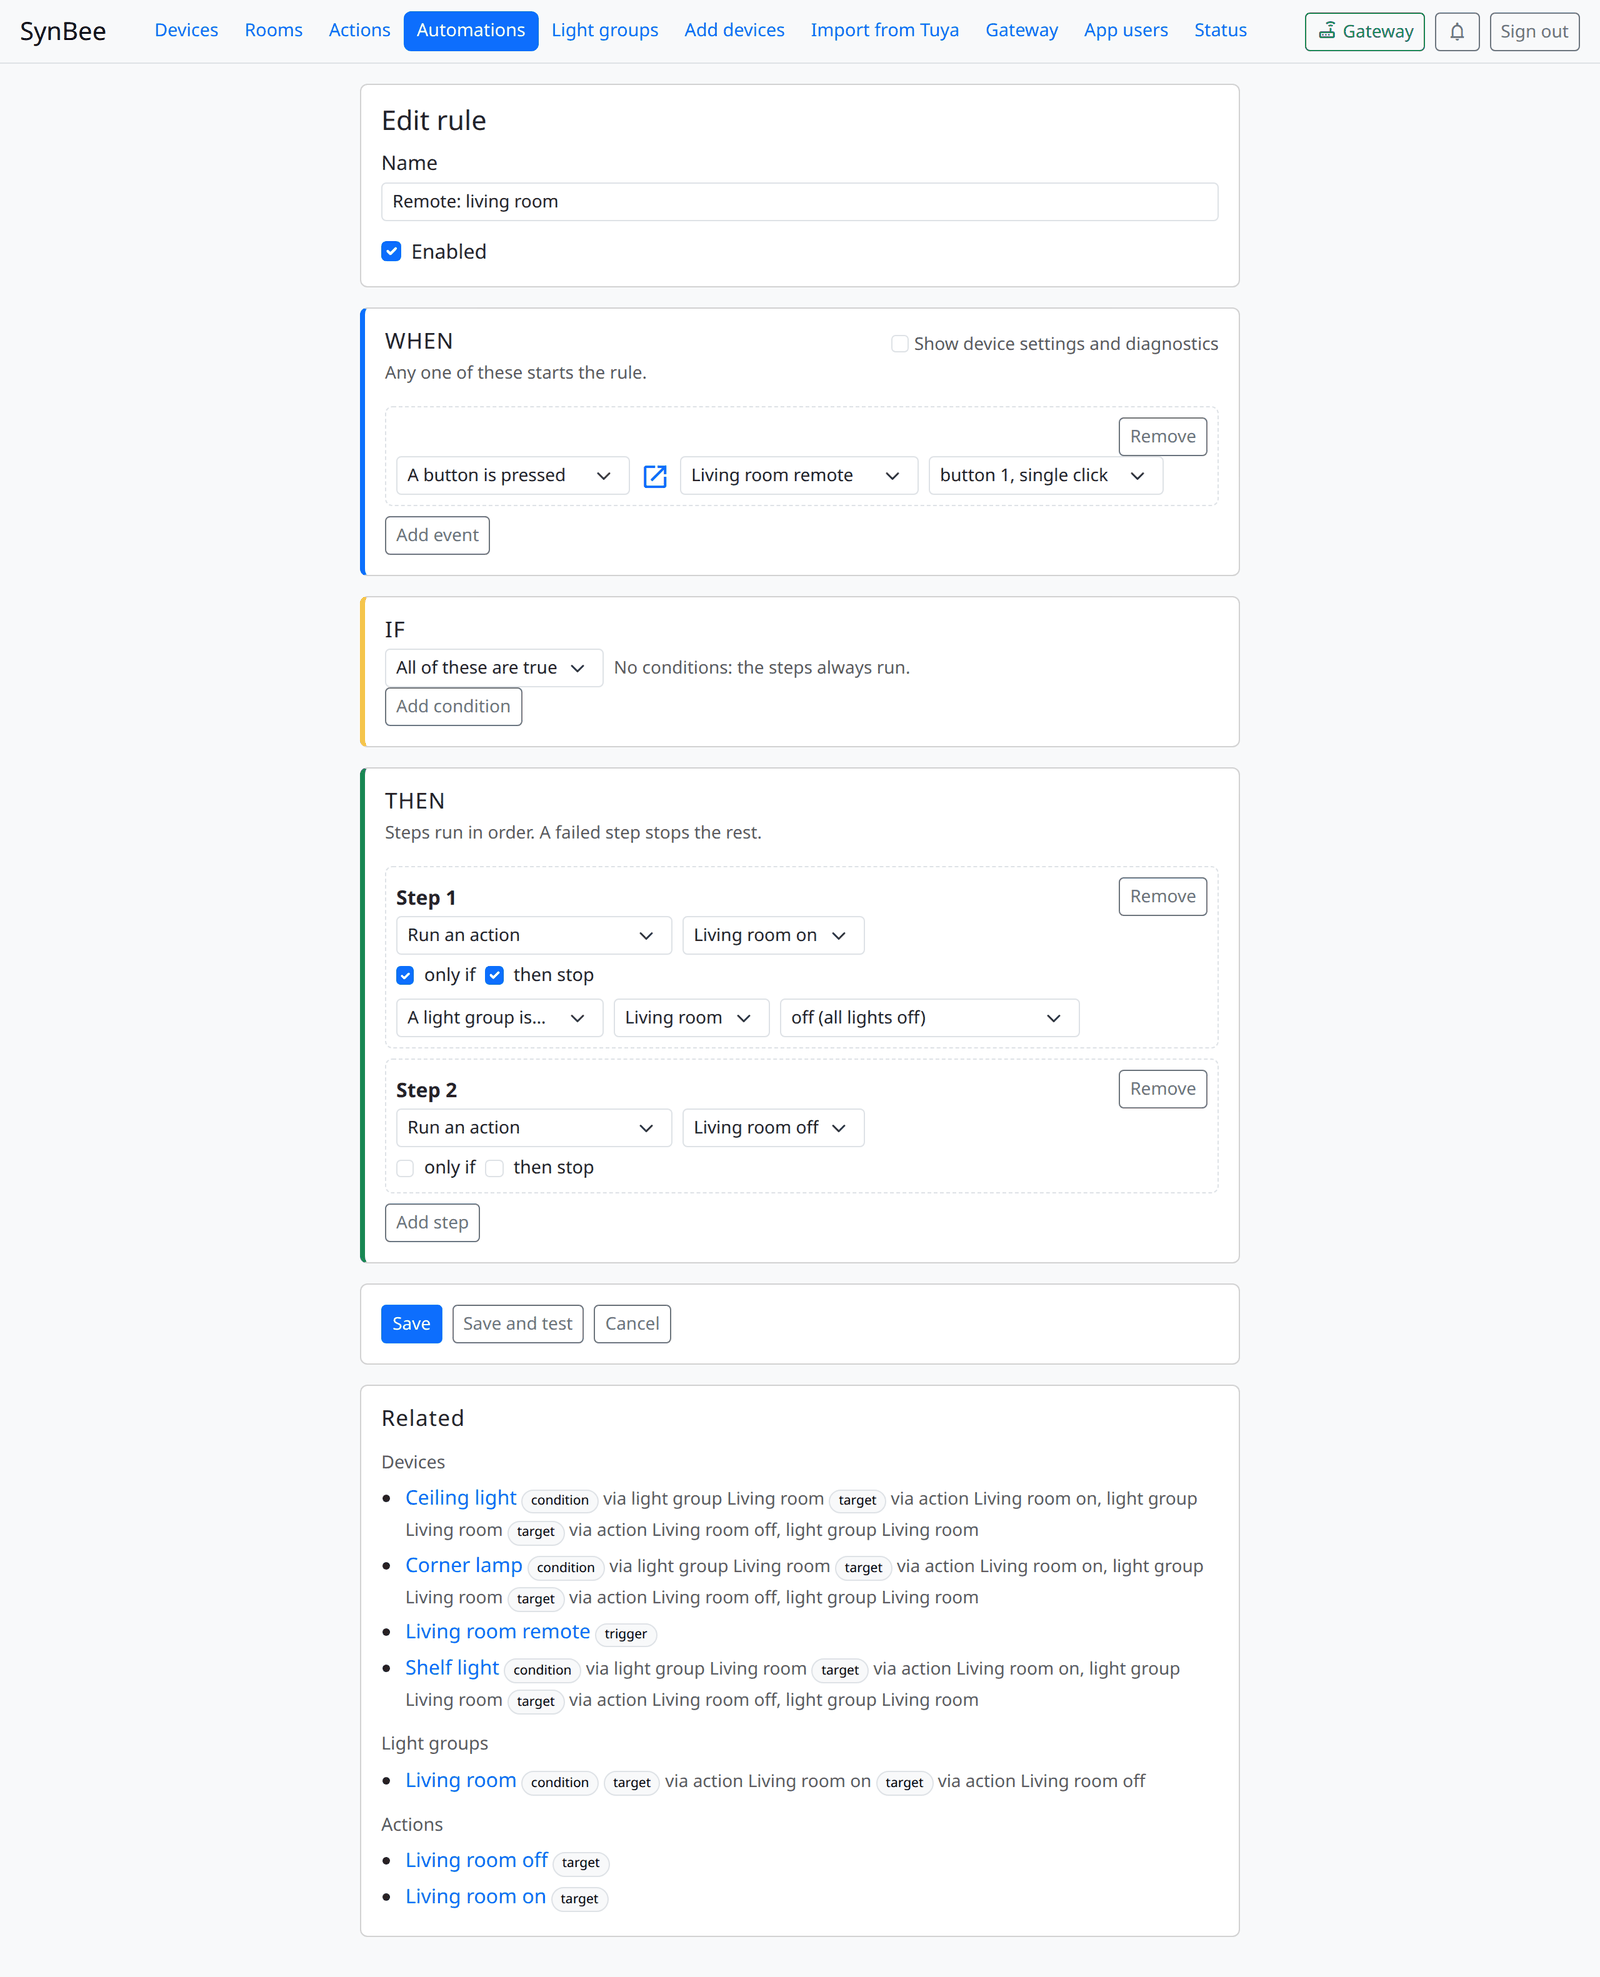 SynBee Devices Rooms Actions Automations Light groups Add devices Import from Tuya Gateway App users Status Gateway Sign out
Edit rule
Name
Remote: living room
Enabled
WHEN
Show device settings and diagnostics
Any one of these starts the rule.
Remove
A button is pressed Living room remote button 1, single click
Add event
IF
All of these are true No conditions: the steps always run.
Add condition
THEN
Steps run in order. A failed step stops the rest.
Step 1
Remove
Run an action Living room on
only if then stop
A light group is... Living room off (all lights off)
Step 2
Remove
Run an action Living room off
only if then stop
Add step
Save Save and test Cancel
Related
Devices
Ceiling light condition via light group Living room target via action Living room on, light group
Living room target via action Living room off, light group Living room
Corner lamp condition via light group Living room target via action Living room on, light group
Living room target via action Living room off, light group Living room
Living room remote trigger
Shelf light condition via light group Living room target via action Living room on, light group
Living room target via action Living room off, light group Living room
Light groups
Living room condition target via action Living room on target via action Living room off
Actions
Living room off target
Living room on target